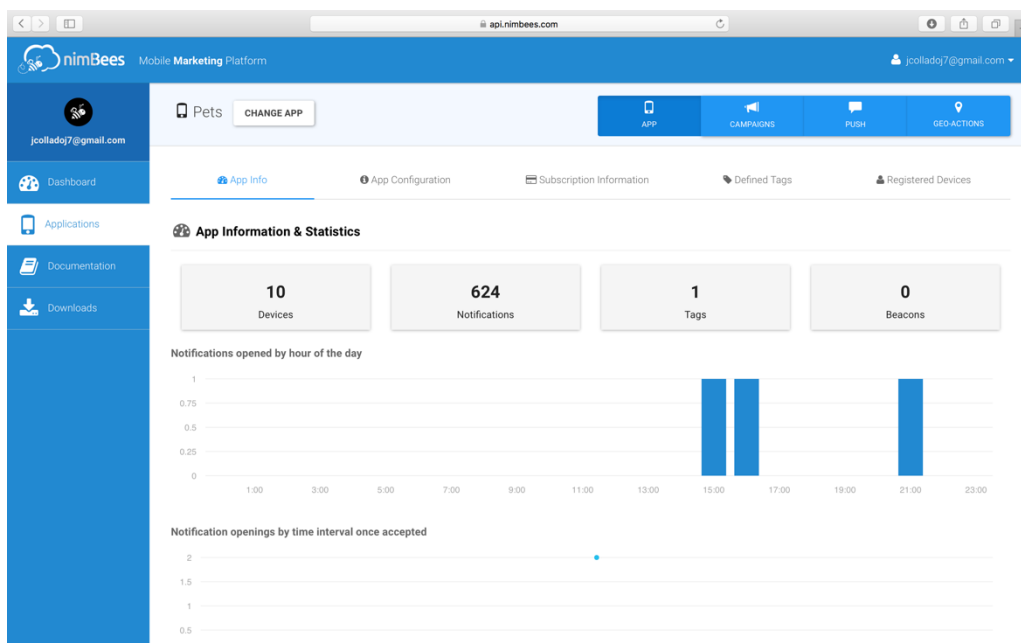 api.nimbees.com
nimBees Mobile Marketing Platform jcolladoj7@gmail.com
jcolladoj7@gmail.com
Pets CHANGE APP
APP CAMPAIGNS PUSH GEO-ACTIONS
Dashboard
Applications
Documentation
Downloads
App Info App Configuration Subscription Information Defined Tags Registered Devices
App Information & Statistics
10 624 1 0
Devices Notifications Tags Beacons
Notifications opened by hour of the day
1
0.75
0.5
0.25
0
1:00 3:00 5:00 7:00 9:00 11:00 13:00 15:00 17:00 19:00 21:00 23:00
Notification openings by time interval once accepted
2
1.5
1
0.5